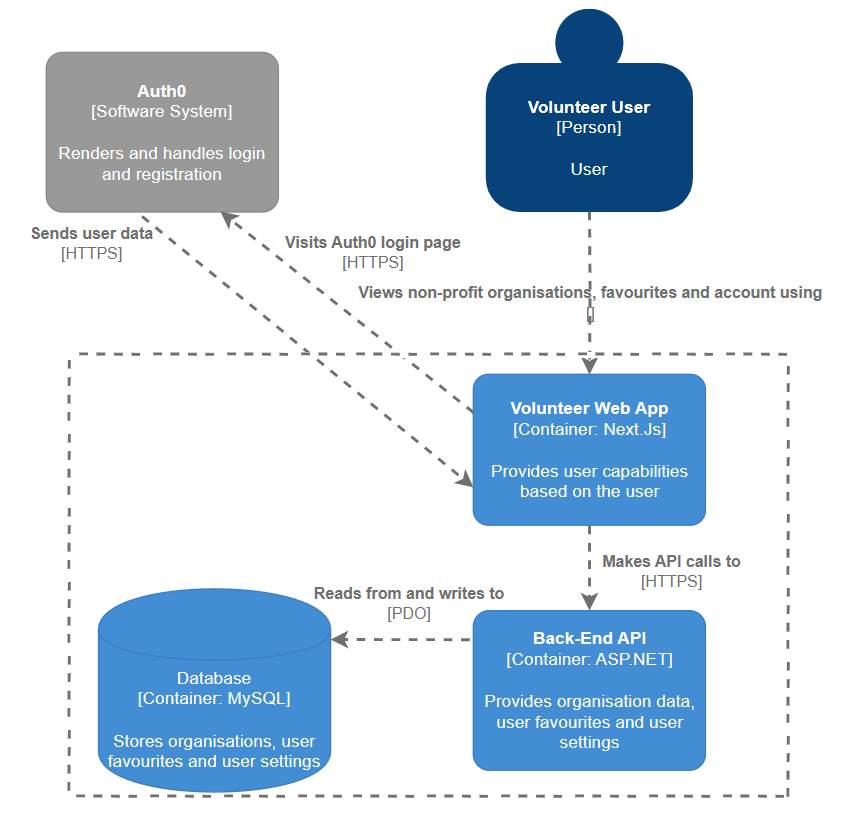 Auth0
[Software System]
Renders and handles login
and registration
Volunteer User
[Person]
User
Sends user data
[HTTPS]
Visits Auth0 login page
[HTTPS]
Views non-profit organisations, favourites and account using
[]
Volunteer Web App
[Container: Next.Js]
Provides user capabilities
based on the user
Makes API calls to
[HTTPS]
Reads from and writes to
[PDO]
Back-End API
[Container: ASP.NET]
Provides organisation data,
user favourites and user
settings
Database
[Container: MySQL]
Stores organisations, user
favourites and user settings